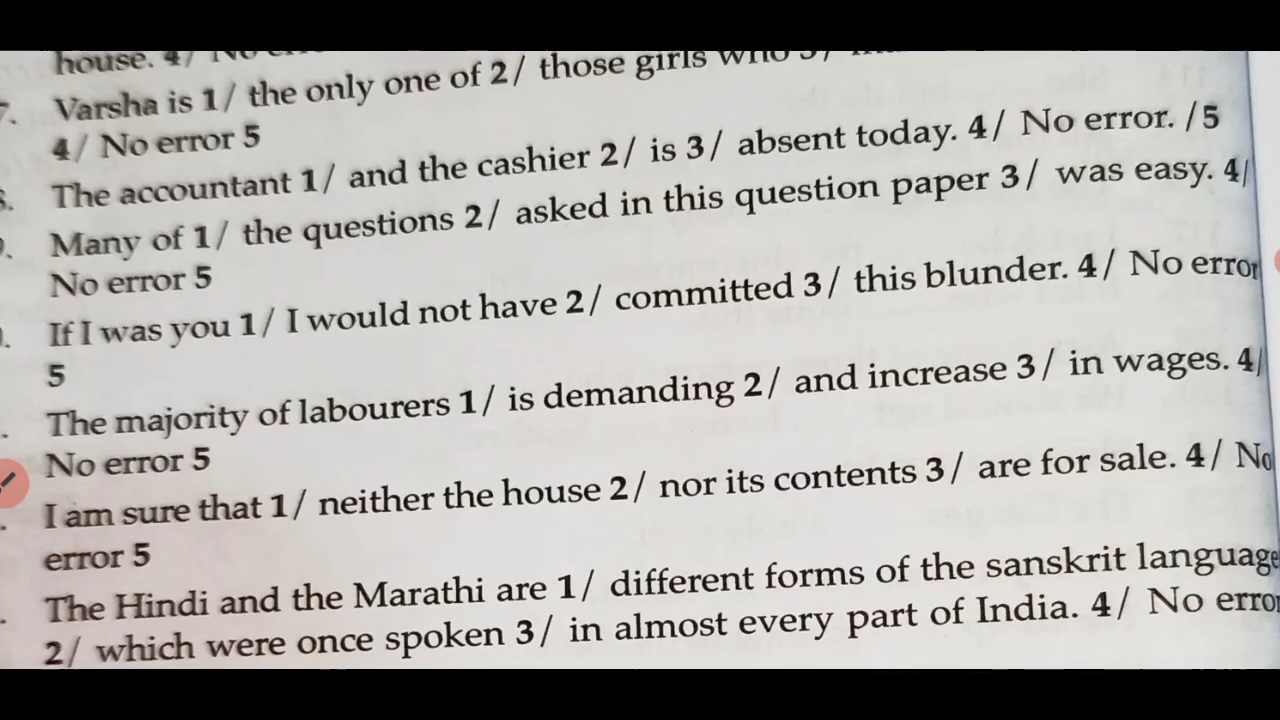 house. 4/ No
7. Varsha is 1/ the only one of 2/ those girls who 3/
4/ No error 5
The accountant 1/ and the cashier 2/ is 3/ absent today. 4/ No error. /5
Many of 1/ the questions 2/ asked in this question paper 3/ was easy. 4/
No error 5
If I was you 1/ I would not have 2/ committed 3/ this blunder. 4/ No error
5
The majority of labourers 1/ is demanding 2/ and increase 3/ in wages. 4/
No error 5
I am sure that 1/ neither the house 2/ nor its contents 3/ are for sale. 4/ No
error 5
The Hindi and the Marathi are 1/ different forms of the sanskrit language
2/ which were once spoken 3/ in almost every part of India. 4/ No error